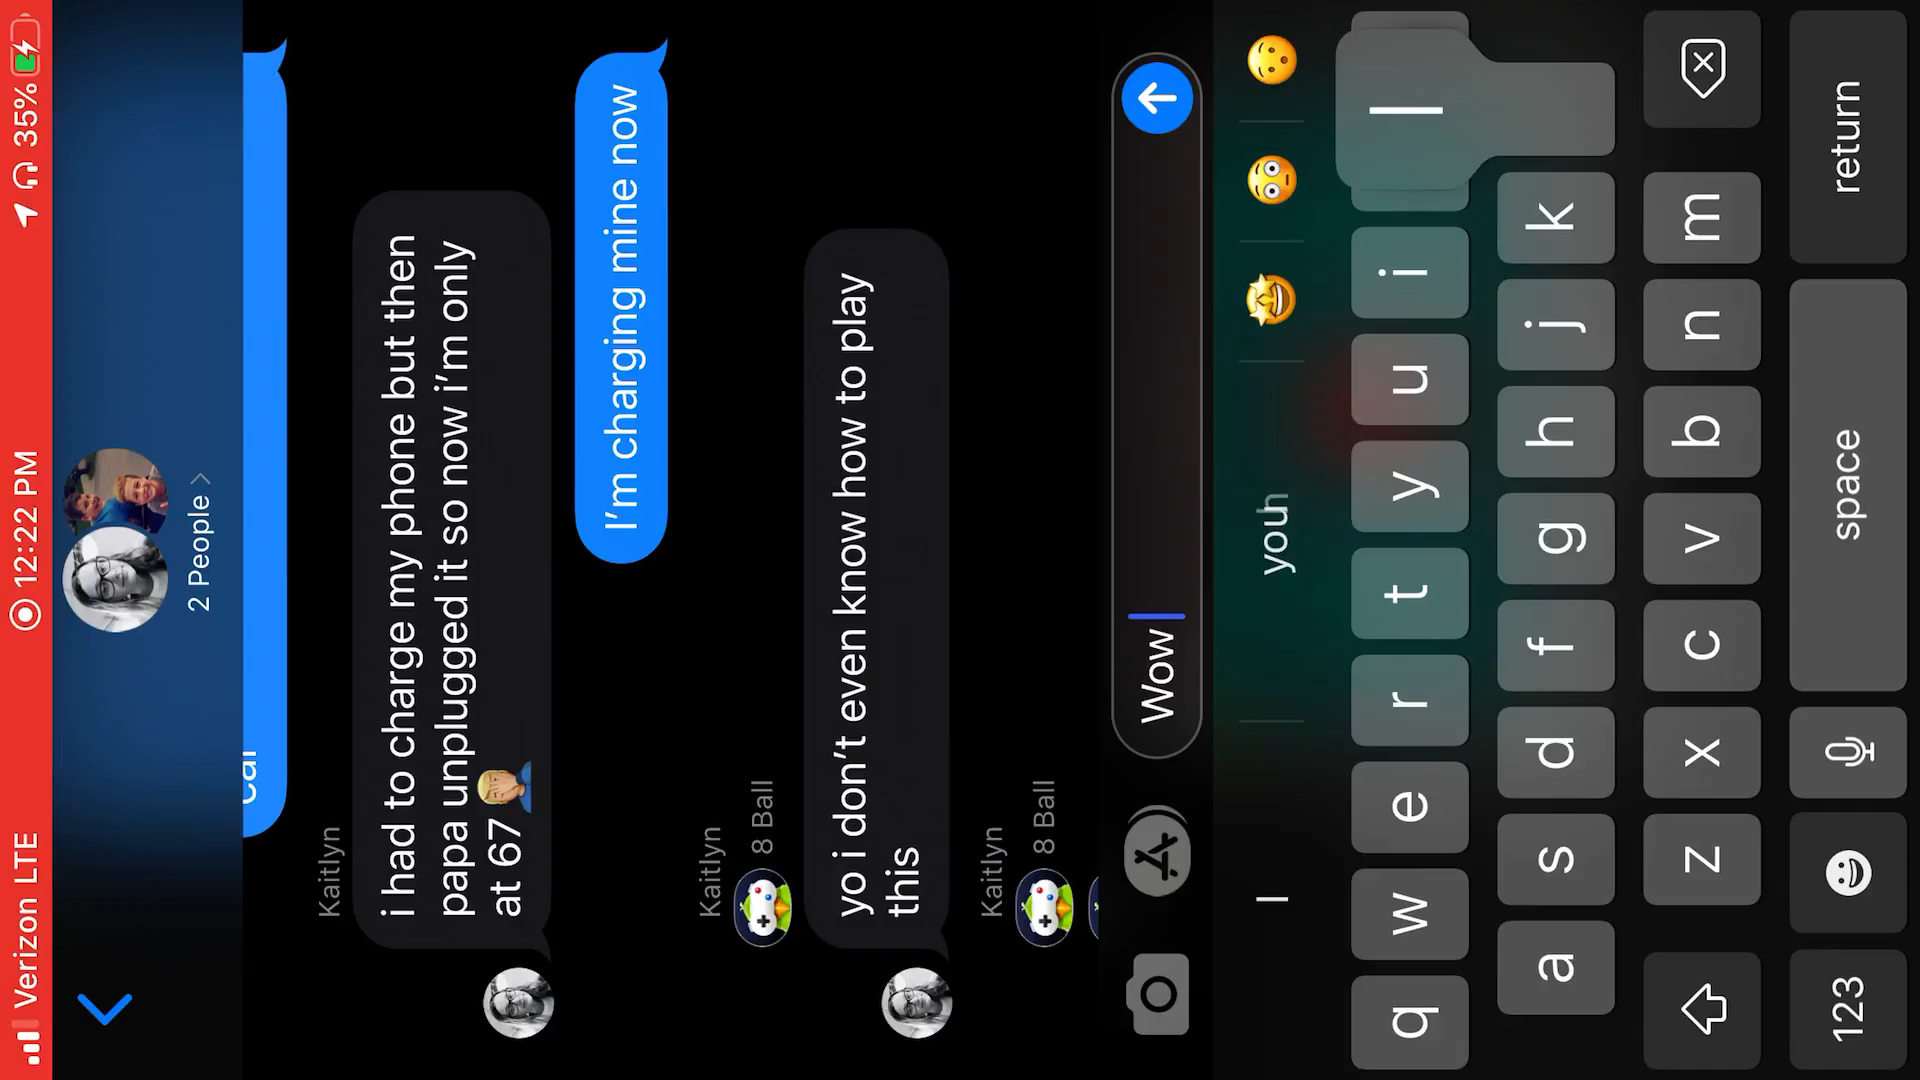 Verizon LTE 12:22 PM 35%
2 People >
Kaitlyn
i had to charge my phone but then
papa unplugged it so now i'm only
at 67
I'm charging mine now
Kaitlyn
8 Ball
yo i don't even know how to play
this
Kaitlyn
8 Ball
Wow
I youh
q w e r t y u i
a s d f g h j k l
z x c v b n m
123 space return